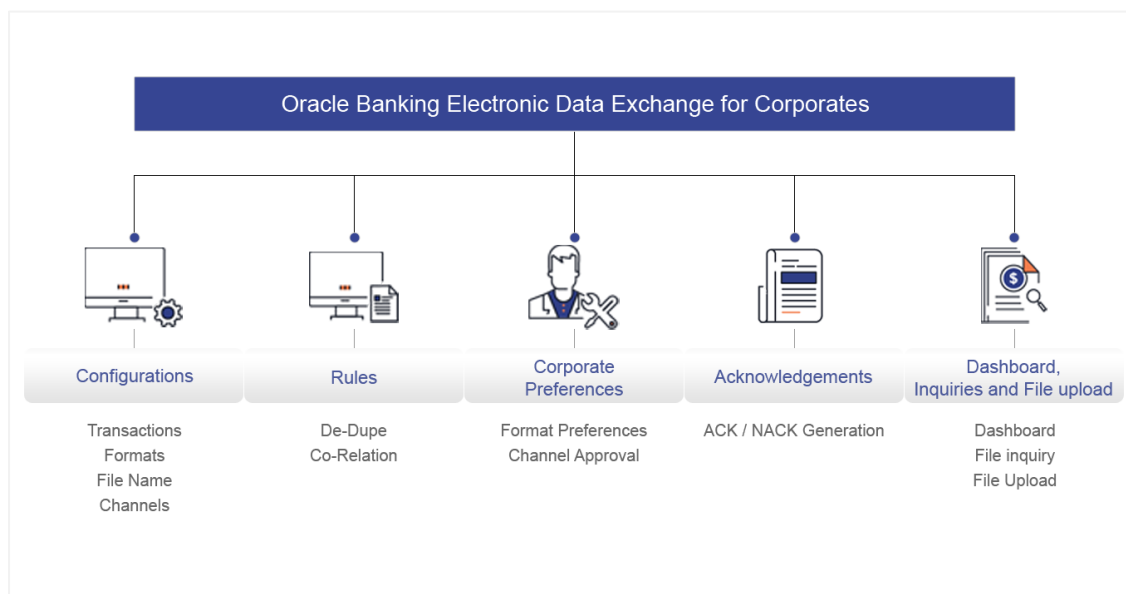 Oracle Banking Electronic Data Exchange for Corporates
$
Configurations
Transactions
Formats
File Name
Channels
Rules
De-Dupe
Co-Relation
Corporate
Preferences
Format Preferences
Channel Approval
Acknowledgements
ACK / NACK Generation
Dashboard,
Inquiries and File upload
Dashboard
File inquiry
File Upload